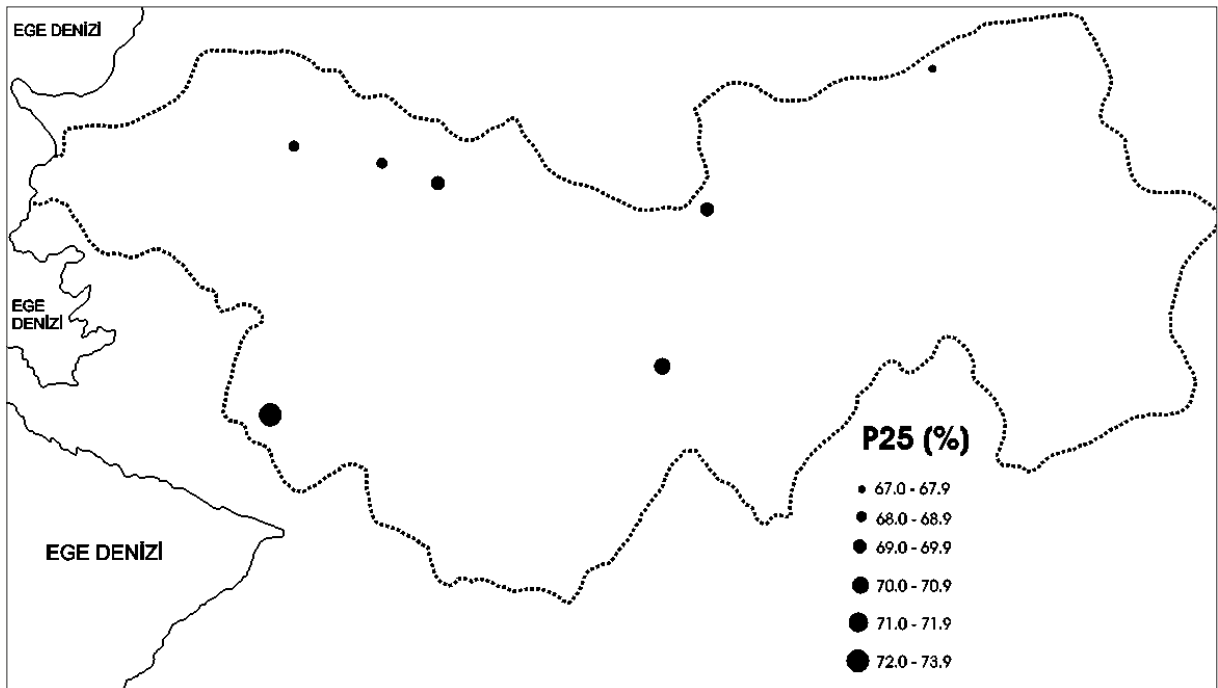 EGE DENİZİ
EGE
DENİZİ
EGE DENİZİ
P25 (%)
67.0 - 67.9
68.0 - 68.9
69.0 - 69.9
70.0 - 70.9
71.0 - 71.9
72.0 - 73.9